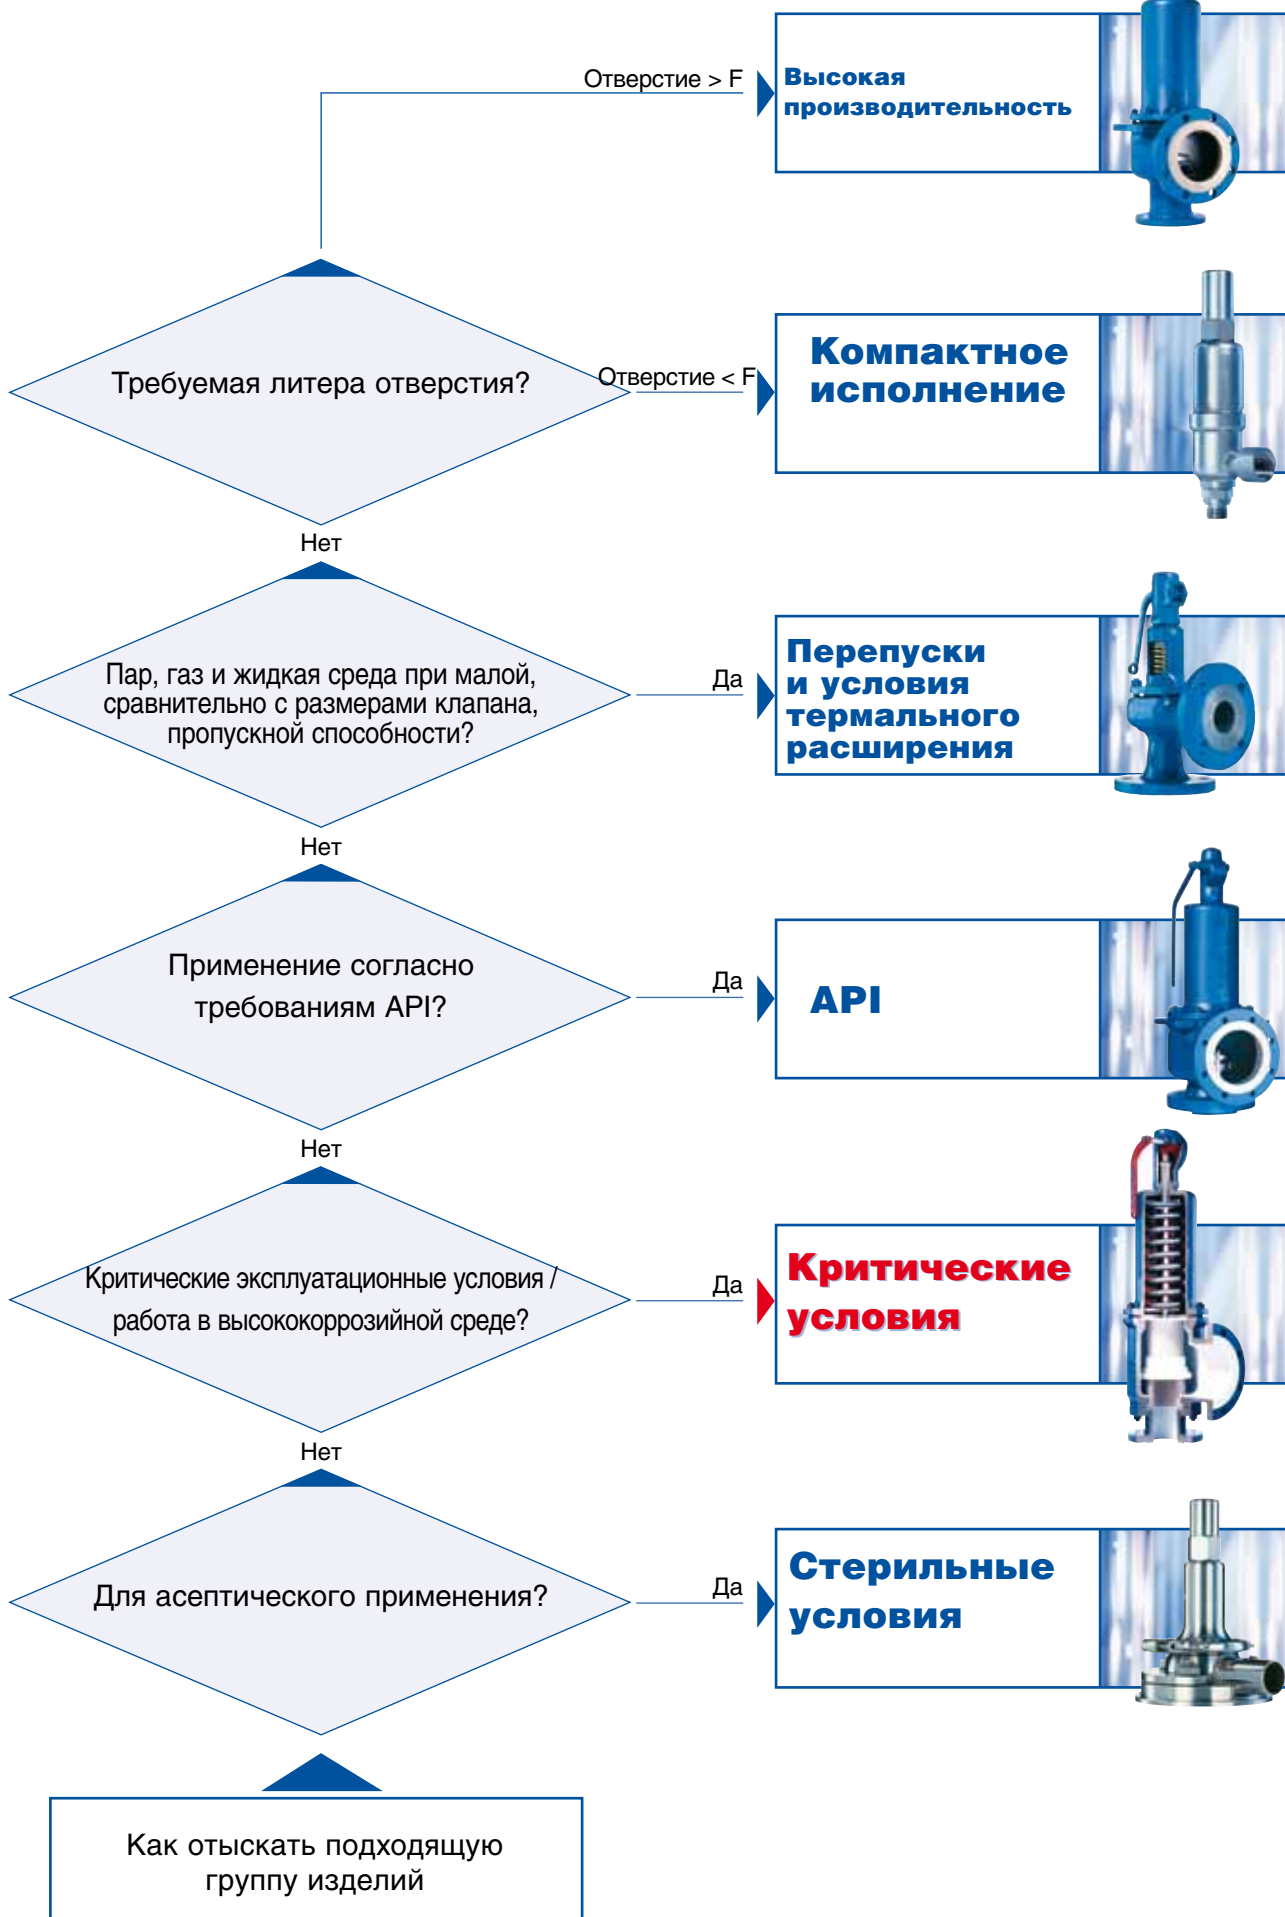 Отверстие > F
Высокая
производительность
Требуемая литера отверстия?
Отверстие < F
Компактное
исполнение
Нет
Пар, газ и жидкая среда при малой,
сравнительно с размерами клапана,
пропускной способности?
Да
Перепуски
и условия
термального
расширения
Нет
Применение согласно
требованиям API?
Да
API
Нет
Критические эксплуатационные условия /
работа в высококоррозийной среде?
Да
Критические
условия
Нет
Для асептического применения?
Да
Стерильные
условия
Как отыскать подходящую
группу изделий